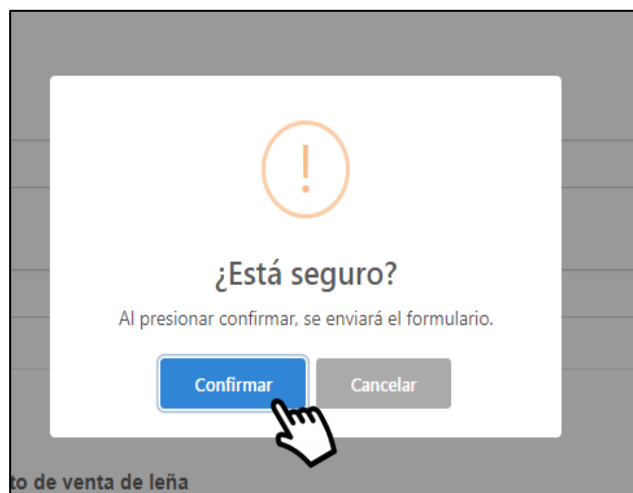 !
¿Está seguro?
Al presionar confirmar, se enviará el formulario.
Confirmar
Cancelar
to de venta de leña